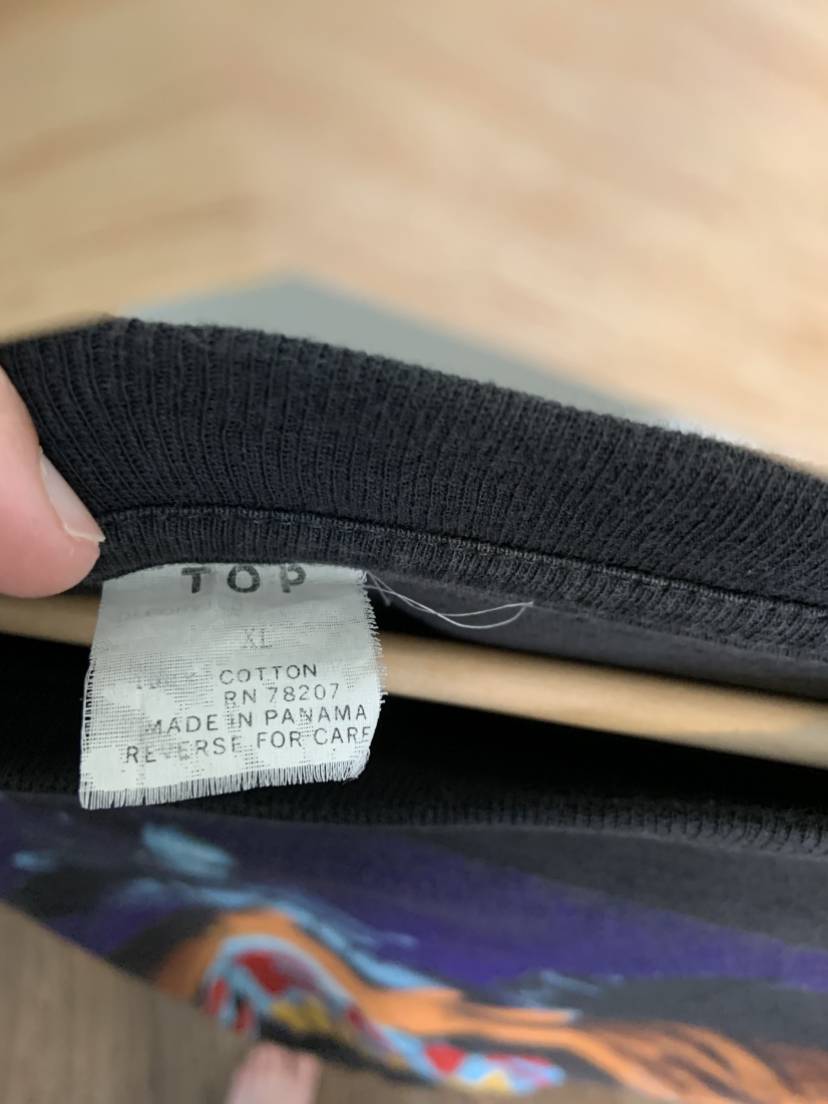 TOP
XL
COTTON
RN 78207
MADE IN PANAMA
REVERSE FOR CARE